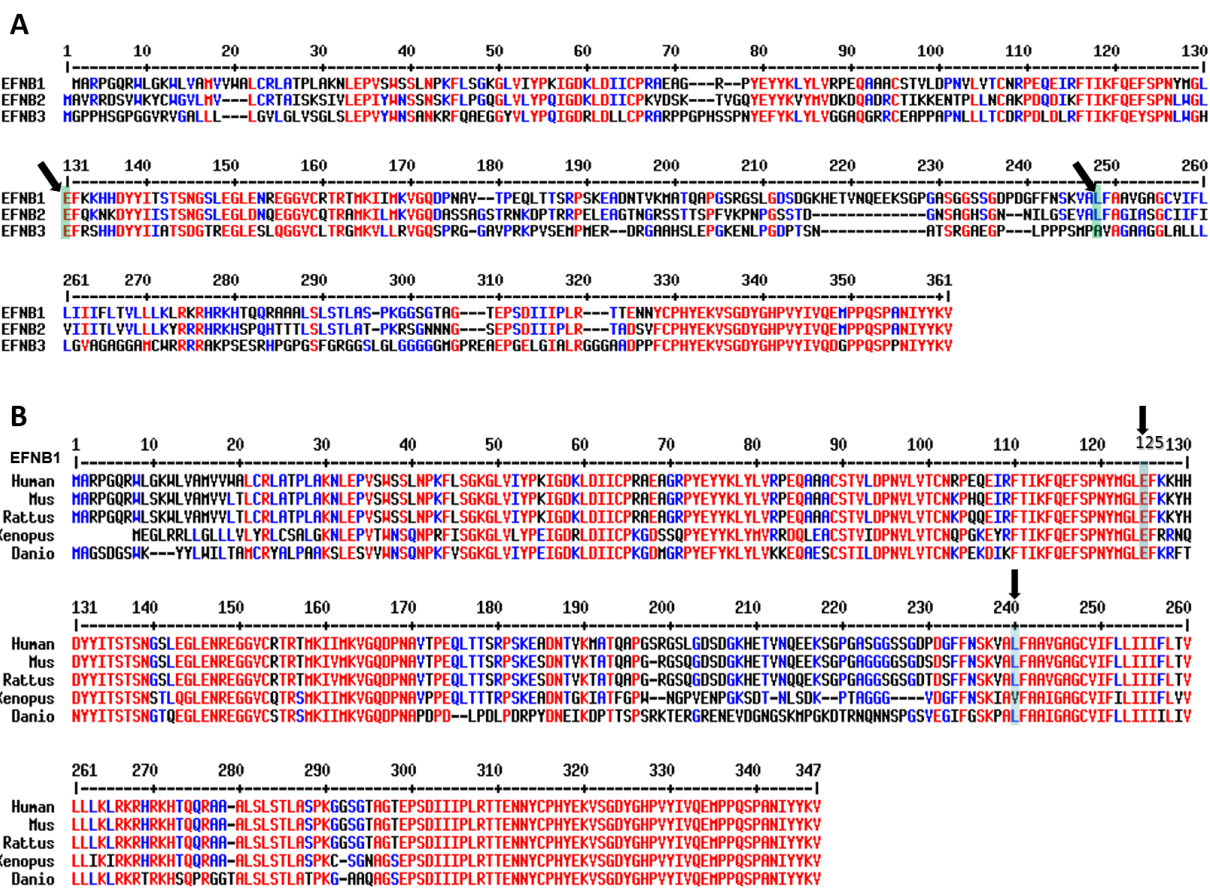 A
1 10 20 30 40 50 60 70 80 90 100 110 120 130
EFNB1 MARPGQRWLGKWLVAMVVWALCRLATPLAKNLEPVSWSSLNPKFLSGKGLVIYPKIGDKLDIICPRAEAG---R--PYEYYKLYLVRPEQAAACSTVLDPNVLVTCNRPEQEIRFTIKFQEFSPNYMGL
EFNB2 MAVRRDSVWKYCWGVLMV---LCRTAISKSIVLEPIYWNSSNSKFLPGQGLVLYPQIGDKLDIICPKVDSK---TVGQYEYYKVYMVDKDQADRCTIKKENTPLLNCAKPDQDIKFTIKFQEFSPNLWGL
EFNB3 MGPPHSGPGGVRVGALLL---LGVLGLVSGLSLEPVYWNSANKRFQAEGGYVLYPQIGDRLDLLCPRARPPGPHSSPNYEFYKLYLVGGAQGRRCEAPPAPNLLLTCDRPDLDLRFTIKFQEYSPNLWGH
131 140 150 160 170 180 190 200 210 220 230 240 250 260
EFNB1 EFKKHHDYYITSTSNGSLEGLENREGGVCRTRTMKIIMKVGQDPNAV--TPEQLTTSRPSKEADNTVKMATQAPGSRGSLGDSDGKHETVNQEEKSGPGASGGSSGDPDGFFNSKVALFAAVGAGCVIFL
EFNB2 EFQKNKDYYIISTSNGSLEGLDNQEGGVCQTRAMKILMKVGQDASSAGSTRNKDPTRRPELEAGTNGRSSTTSPFVKPNPGSSTD------------GNSAGHSGN---NILGSEVALFAGIASGCIIFI
EFNB3 EFRSHHDYYIIATSDGTREGLESLQGGVCLTRGMKVLLRVGQSPRG-GAVPRKPVSEMPMER--DRGAAHSLEPGKENLPGDPTSN------------ATSRGAEGP---LPPPSMPAVAGAAGGLALLL
261 270 280 290 300 310 320 330 340 350 361
EFNB1 LIIIFLTVLLLKLRKRHRKHTQQRAAALSLSTLAS-PKGGSGTAG---TEPSDIIIPLR---TTENNYCPHYEKVSGDYGHPVYIVQEMPPQSPANIYYKV
EFNB2 VIIITLVVLLLKYRRRHRKHSPQHTTTLSLSTLAT-PKRSGNNNG---SEPSDIIIPLR---TADSVFCPHYEKVSGDYGHPVYIVQEMPPQSPANIYYKV
EFNB3 LGVAGAGGAMCWRRRRAKPSESRHPGPGSFGRGGSLGLGGGGGMGPREAEPGELGIALRGGGAADPPFCPHYEKVSGDYGHPVYIVQDGPPQSPPNIYYKV
B
1 10 20 30 40 50 60 70 80 90 100 110 120 125 130
EFNB1
Human MARPGQRWLGKWLVAMVVWALCRLATPLAKNLEPVSWSSLNPKFLSGKGLVIYPKIGDKLDIICPRAEAGRPYEYYKLYLVRPEQAAACSTVLDPNVLVTCNRPEQEIRFTIKFQEFSPNYMGLEFKKHH
Mus MARPGQRWLSKWLVAMVVLTLCRLATPLAKNLEPVSWSSLNPKFLSGKGLVIYPKIGDKLDIICPRAEAGRPYEYYKLYLVRPEQAAACSTVLDPNVLVTCNKPHQEIRFTIKFQEFSPNYMGLEFKKYH
Rattus MARPGQRWLSKWLVAMVVLTLCRLATPLAKNLEPVSWSSLNPKFLSGKGLVIYPKIGDKLDIICPRAEAGRPYEYYKLYLVRPEQAAACSTVLDPNVLVTCNKPQQEIRFTIKFQEFSPNYMGLEFKKYH
Xenopus MEGLRRLLGLLLVLYRLCSALGKNLEPVTWNSQNPRFISGKGLVLYPEIGDRLDIICPKGDSSQPYEYYKLYMVRRDQLEACSTVIDPNVLVTCNQPGKEYRFTIKFQEFSPNYMGLEFRRNQ
Danio MAGSDGSWK---YYLWILTAMCRYALPAAKSLESVVWNSQNPKFVSGKGLVIYPEIGDKLDIICPKGDMGRPYEFYKLYLVKKEQAESCSTILDPNVLVTCNKPEKDIKFTIKFQEFSPNYMGLEFKRFT
131 140 150 160 170 180 190 200 210 220 230 240 250 260
Human DYYITSTSNGSLEGLENREGGVCRTRTMKIIMKVGQDPNAVTPEQLTTSRPSKEADNTVKMATQAPGSRGSLGDSDGKHETVNQEEKSGPGASGGSSGDPDGFFNSKVALFAAVGAGCVIFLLIIIFLTV
Mus DYYITSTSNGSLEGLENREGGVCRTRTMKIVMKVGQDPNAVTPEQLTTSRPSKESDNTVKTATQAPG-RGSQGDSDGKHETVNQEEKSGPGAGGGGSGDSDSFFNSKVALFAAVGAGCVIFLLIIIFLTV
Rattus DYYITSTSNGSLEGLENREGGVCRTRTMKIIMKVGQDPNAVTPEQLTTSRPSKESDNTVKTATQAPG-RGSQGDSDGKHETVNQEEKSGPGAGGSGSGDTDSFFNSKVALFAAVGAGCVIFLLIIIFLTV
Xenopus DYYITSTSNSTLQGLENREGGVCQTRSMKIIMKVGQDPNAVPPEQLTTTRPSKEADNTGKIATFGPW-NGPVENPGKSDT-NLSDK-PTAGGG----VDGFFNSKIAVFAAIGAGCVIFILIIIFLVV
Danio NYYITSTSNGTQEGLENREGGVCSTRSMKIIMKVGQDPNAPDPD--LPDLPDRPYDNEIKDPTTSPSRKTERGRENEVDGNGSKMPGKDTRNQNNSPGSVEGIFGSKPALFAAIGAGCVIFLLIIIILIV
261 270 280 290 300 310 320 330 340 347
Human LLLKLRKRHRKHTQQRAA-ALSLSTLASPKGGSGTAGTEPSDIIIPLRTTENNYCPHYEKVSGDYGHPVYIVQEMPPQSPANIYYKV
Mus LLLKLRKRHRKHTQQRAA-ALSLSTLASPKGGSGTAGTEPSDIIIPLRTTENNYCPHYEKVSGDYGHPVYIVQEMPPQSPANIYYKV
Rattus LLLKLRKRHRKHTQQRAA-ALSLSTLASPKGGSGTAGTEPSDIIIPLRTTENNYCPHYEKVSGDYGHPVYIVQEMPPQSPANIYYKV
Xenopus LLIKIRKRHRKHTQQRAA-ALSLSTLASPKC-SGNAGSEPSDIIIPLRTTENNYCPHYEKVSGDYGHPVYIVQEMPPQSPANIYYKV
Danio LLLKLRKRTRKHSQPRGGTALSLSTLATPKG-AAQAGSEPSDIIIPLRTTENNYCPHYEKVSGDYGHPVYIVQEMPPQSPANIYYKV